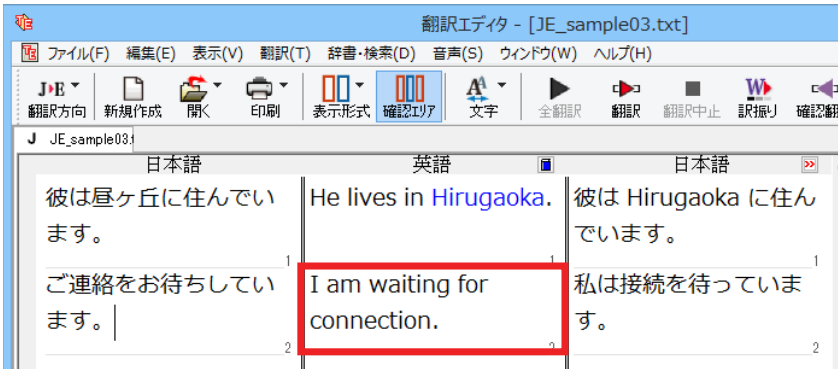 翻訳エディタ - [JE_sample03.txt]
ファイル(F) 編集(E) 表示(V) 翻訳(T) 辞書・検索(D) 音声(S) ウィンドウ(W) ヘルプ(H)
J▸E
翻訳方向 新規作成 開く 印刷 表示形式 確認エリア 文字 全翻訳 翻訳 翻訳中止 訳振り 確認翻
J JE_sample03.t
日本語 英語 日本語
彼は昼ヶ丘に住んでい
ます。
1
He lives in Hirugaoka.
1
彼は Hirugaoka に住ん
でいます。
1
ご連絡をお待ちしてい
ます。
2
I am waiting for
connection.
2
私は接続を待っていま
す。
2